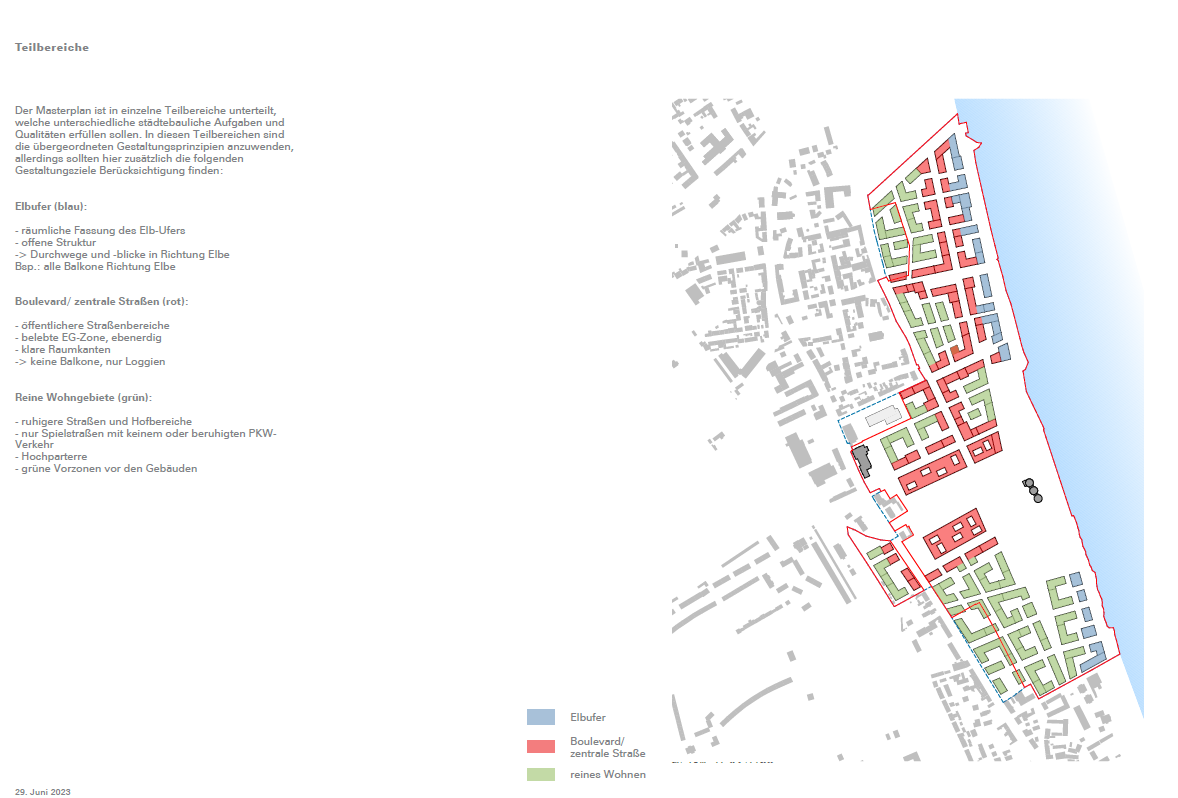 Teilbereiche
Der Masterplan ist in einzelne Teilbereiche unterteilt,
welche unterschiedliche städtebauliche Aufgaben und
Qualitäten erfüllen sollen. In diesen Teilbereichen sind
die übergeordneten Gestaltungsprinzipien anzuwenden,
allerdings sollten hier zusätzlich die folgenden
Gestaltungsziele Berücksichtigung finden:
Elbufer (blau):
- räumliche Fassung des Elb-Ufers
- offene Struktur
-> Durchwege und -blicke in Richtung Elbe
Bsp.: alle Balkone Richtung Elbe
Boulevard/ zentrale Straßen (rot):
- öffentlichere Straßenbereiche
- belebte EG-Zone, ebenerdig
- klare Raumkanten
-> keine Balkone, nur Loggien
Reine Wohngebiete (grün):
- ruhigere Straßen und Hofbereiche
- nur Spielstraßen mit keinem oder beruhigten PKW-
Verkehr
- Hochparterre
- grüne Vorzonen vor den Gebäuden
Elbufer
Boulevard/
zentrale Straße
reines Wohnen
29. Juni 2023